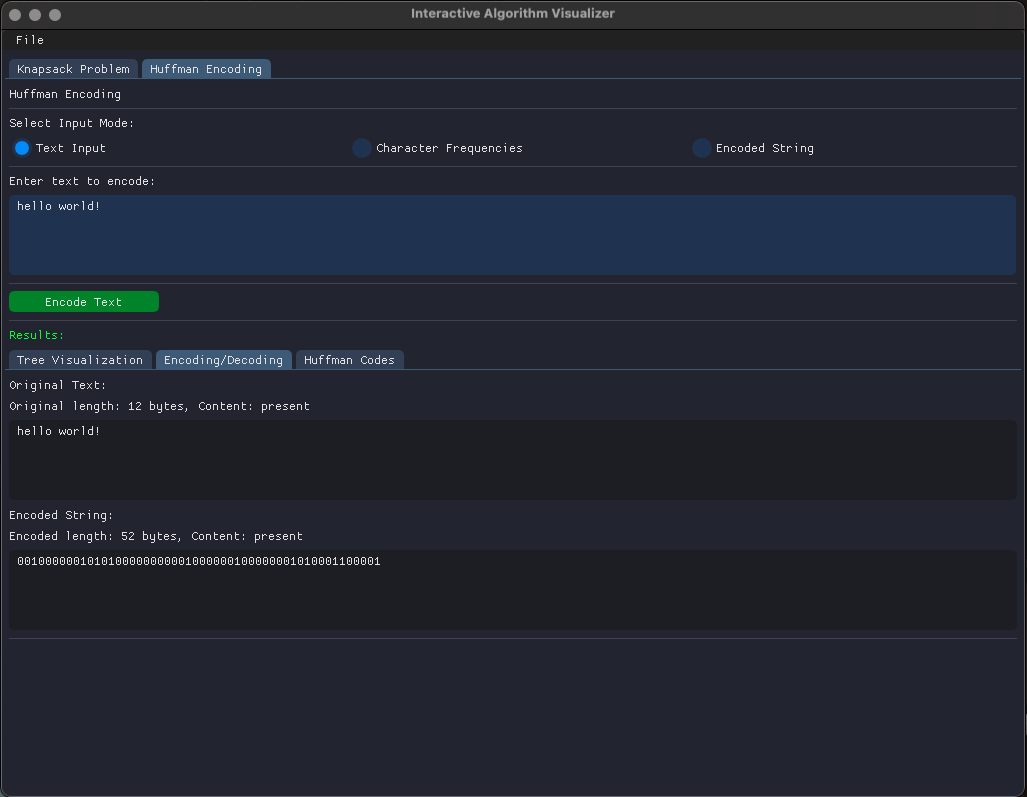 Interactive Algorithm Visualizer
File
Knapsack Problem Huffman Encoding
Huffman Encoding
Select Input Mode:
Text Input Character Frequencies Encoded String
Enter text to encode:
hello world!
Encode Text
Results:
Tree Visualization Encoding/Decoding Huffman Codes
Original Text:
Original length: 12 bytes, Content: present
hello world!
Encoded String:
Encoded length: 52 bytes, Content: present
0010000001010100000000001000000100000001010001100001